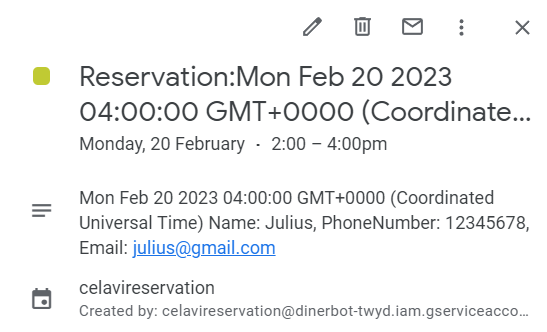 Reservation:Mon Feb 20 2023
04:00:00 GMT+0000 (Coordinate...
Monday, 20 February · 2:00 – 4:00pm
Mon Feb 20 2023 04:00:00 GMT+0000 (Coordinated
Universal Time) Name: Julius, PhoneNumber: 12345678,
Email: julius@gmail.com
celavireservation
Created by: celavireservation@dinerbot-twyd.iam.gserviceacco...